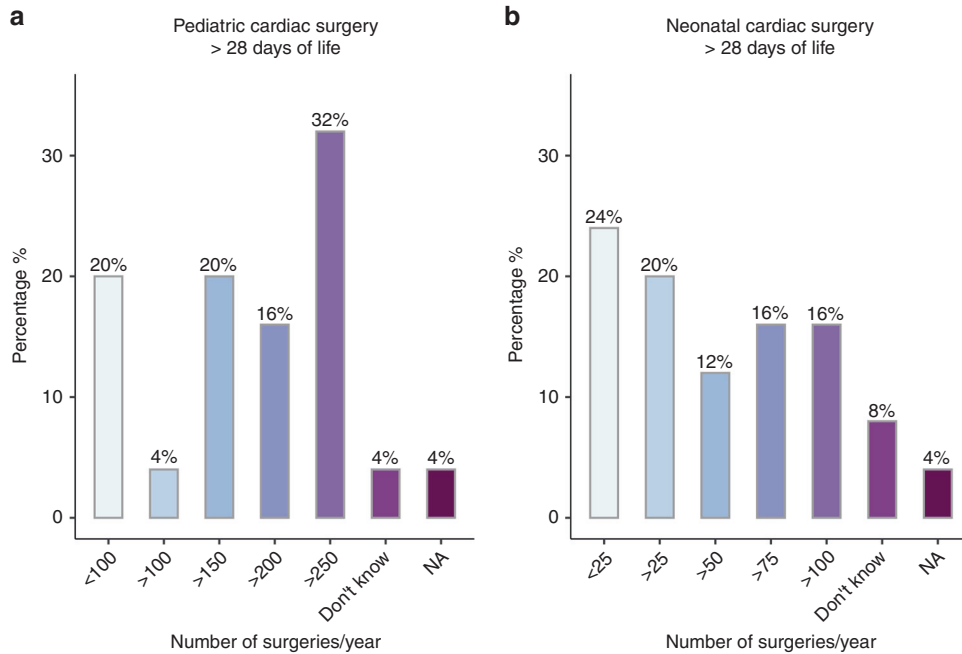 a
Pediatric cardiac surgery
> 28 days of life
Percentage %
30
20
10
0
20%
4%
20%
16%
32%
4%
4%
<100
>100
>150
>200
>250
Don't know
NA
Number of surgeries/year
b
Neonatal cardiac surgery
> 28 days of life
Percentage %
30
20
10
0
24%
20%
12%
16%
16%
8%
4%
<25
>25
>50
>75
>100
Don't know
NA
Number of surgeries/year